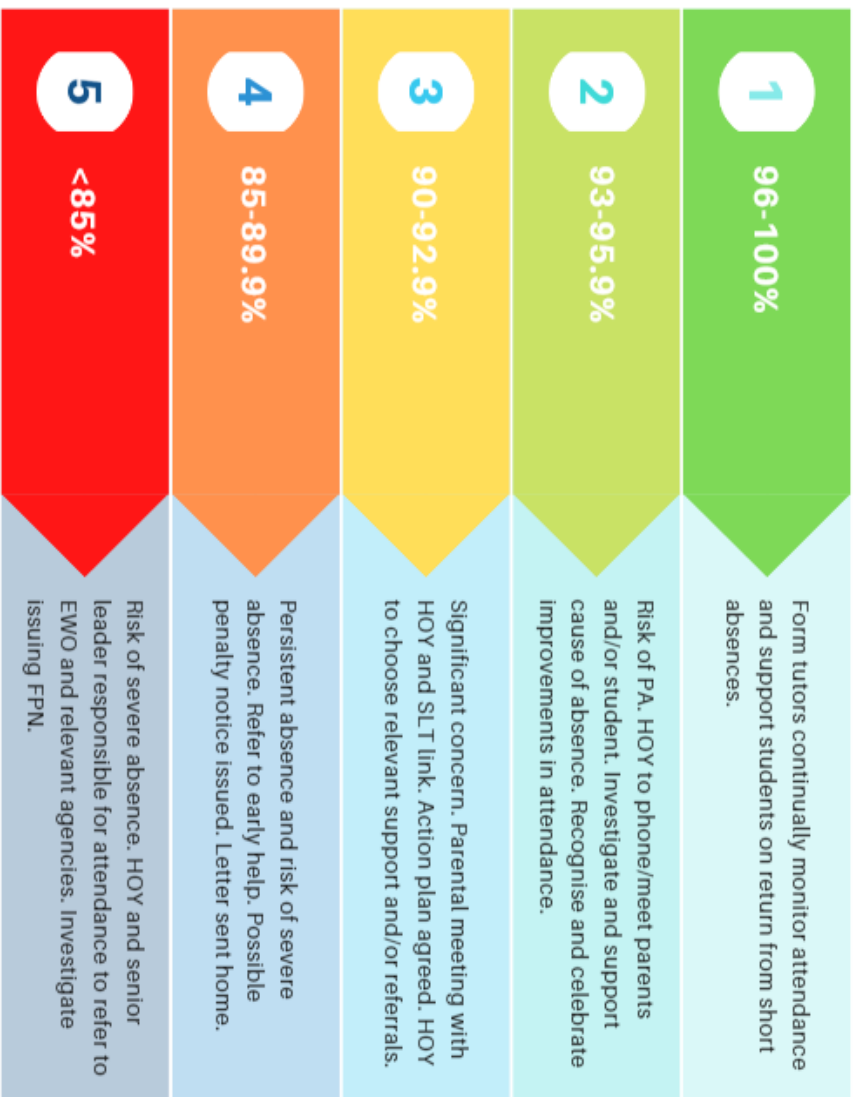 1
96-100%
Form tutors continually monitor attendance
and support students on return from short
absences.
2
93-95.9%
Risk of PA. HOY to phone/meet parents
and/or student. Investigate and support
cause of absence. Recognise and celebrate
improvements in attendance.
3
90-92.9%
Significant concern. Parental meeting with
HOY and SLT link. Action plan agreed. HOY
to choose relevant support and/or referrals.
4
85-89.9%
Persistent absence and risk of severe
absence. Refer to early help. Possible
penalty notice issued. Letter sent home.
5
<85%
Risk of severe absence. HOY and senior
leader responsible for attendance to refer to
EWO and relevant agencies. Investigate
issuing FPN.